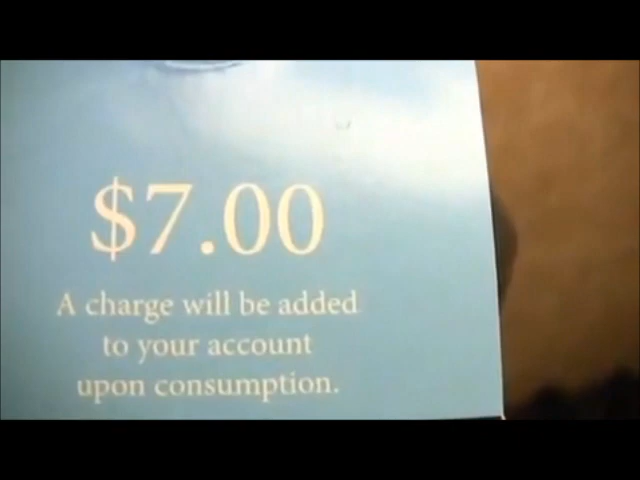 $7.00
A charge will be added
to your account
upon consumption.